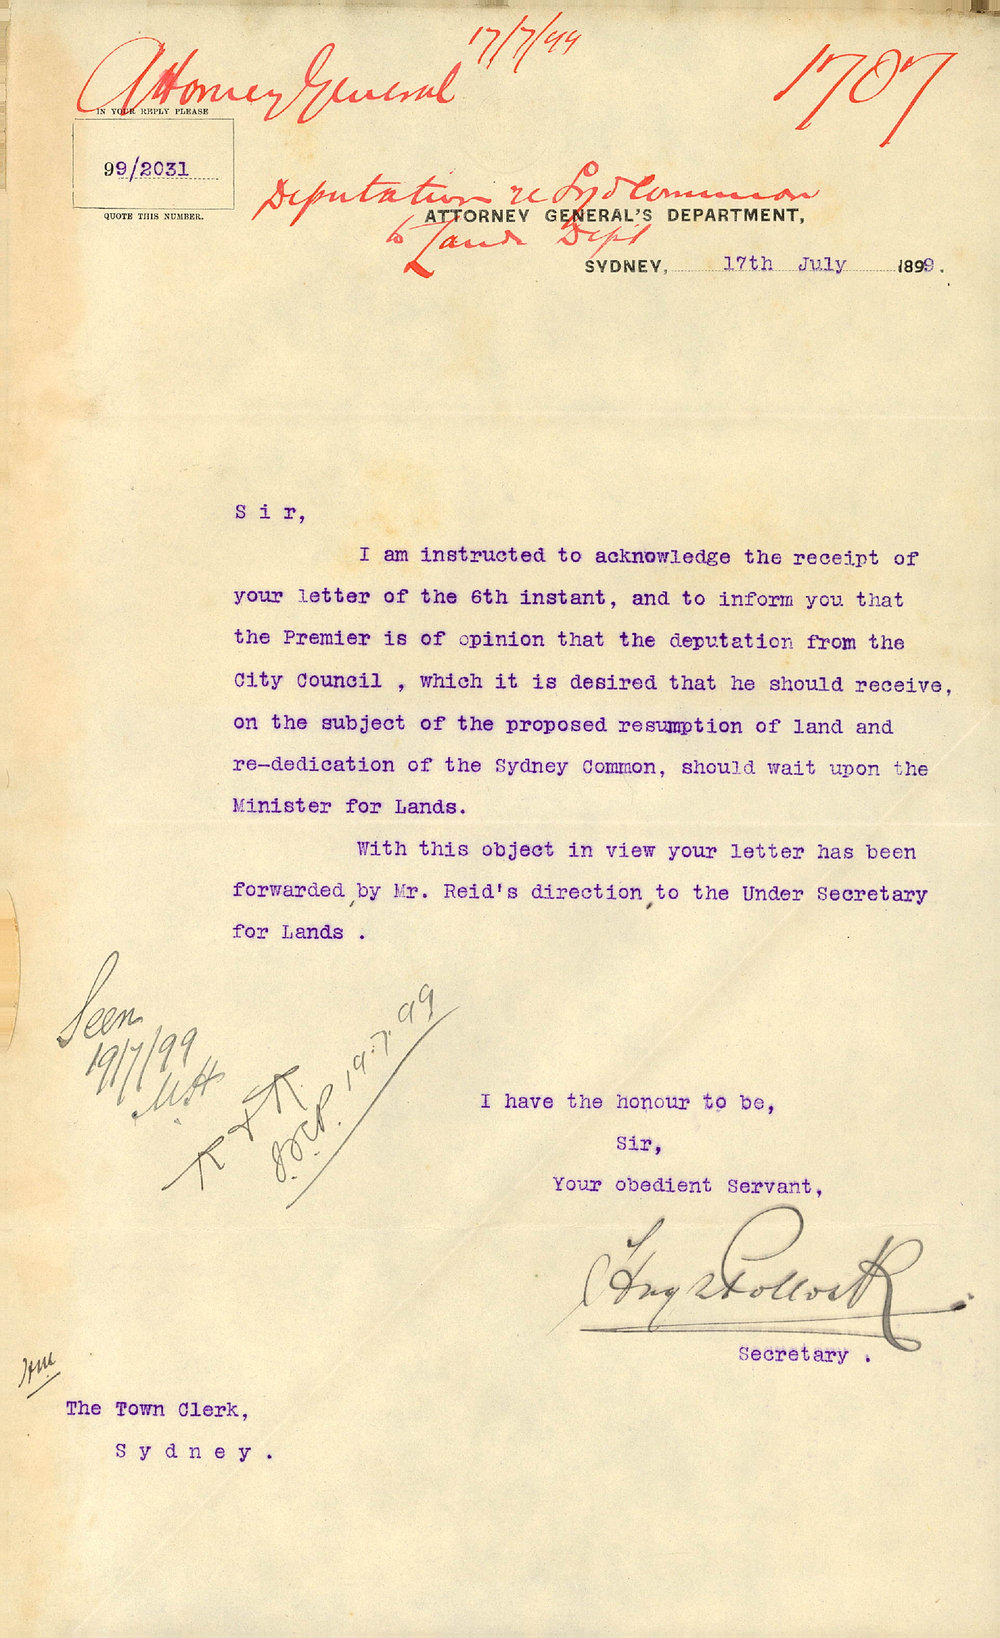 17/7/99
Attorney General
1707
IN YOUR REPLY PLEASE
99/2031
QUOTE THIS NUMBER.
Deputation re Syd Common
ATTORNEY GENERAL'S DEPARTMENT,
to Lands Dept
SYDNEY, 17th July 1899.
Sir,
I am instructed to acknowledge the receipt of
your letter of the 6th instant, and to inform you that
the Premier is of opinion that the deputation from the
City Council , which it is desired that he should receive,
on the subject of the proposed resumption of land and
re-dedication of the Sydney Common, should wait upon the
Minister for Lands.
With this object in view your letter has been
forwarded, by Mr. Reid's direction, to the Under Secretary
for Lands .
Seen
19/7/99
19.7.99
I have the honour to be,
Sir,
Your obedient Servant,
Hugh Pollock
Secretary .
The Town Clerk,
Sydney.